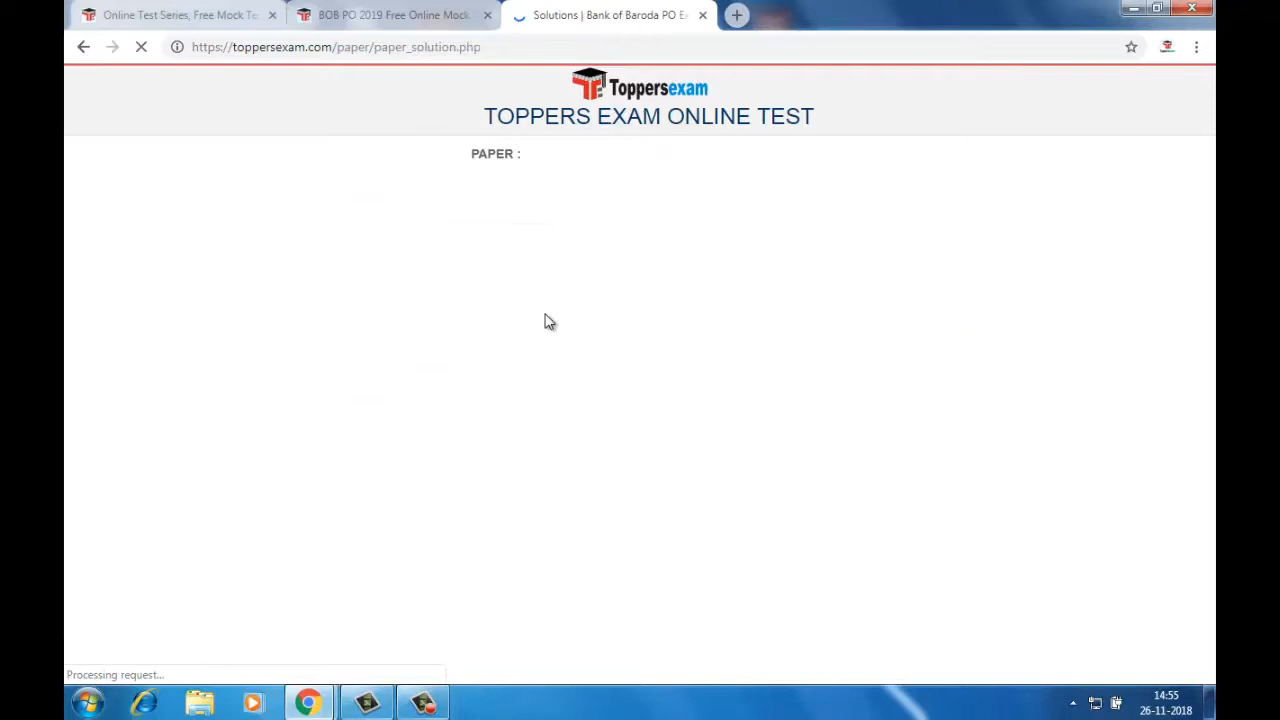 Online Test Series, Free Mock Te
BOB PO 2019 Free Online Mock
Solutions | Bank of Baroda PO Ex
https://toppersexam.com/paper/paper_solution.php
Toppersexam
TOPPERS EXAM ONLINE TEST
PAPER :
Processing request...
14:55
26-11-2018